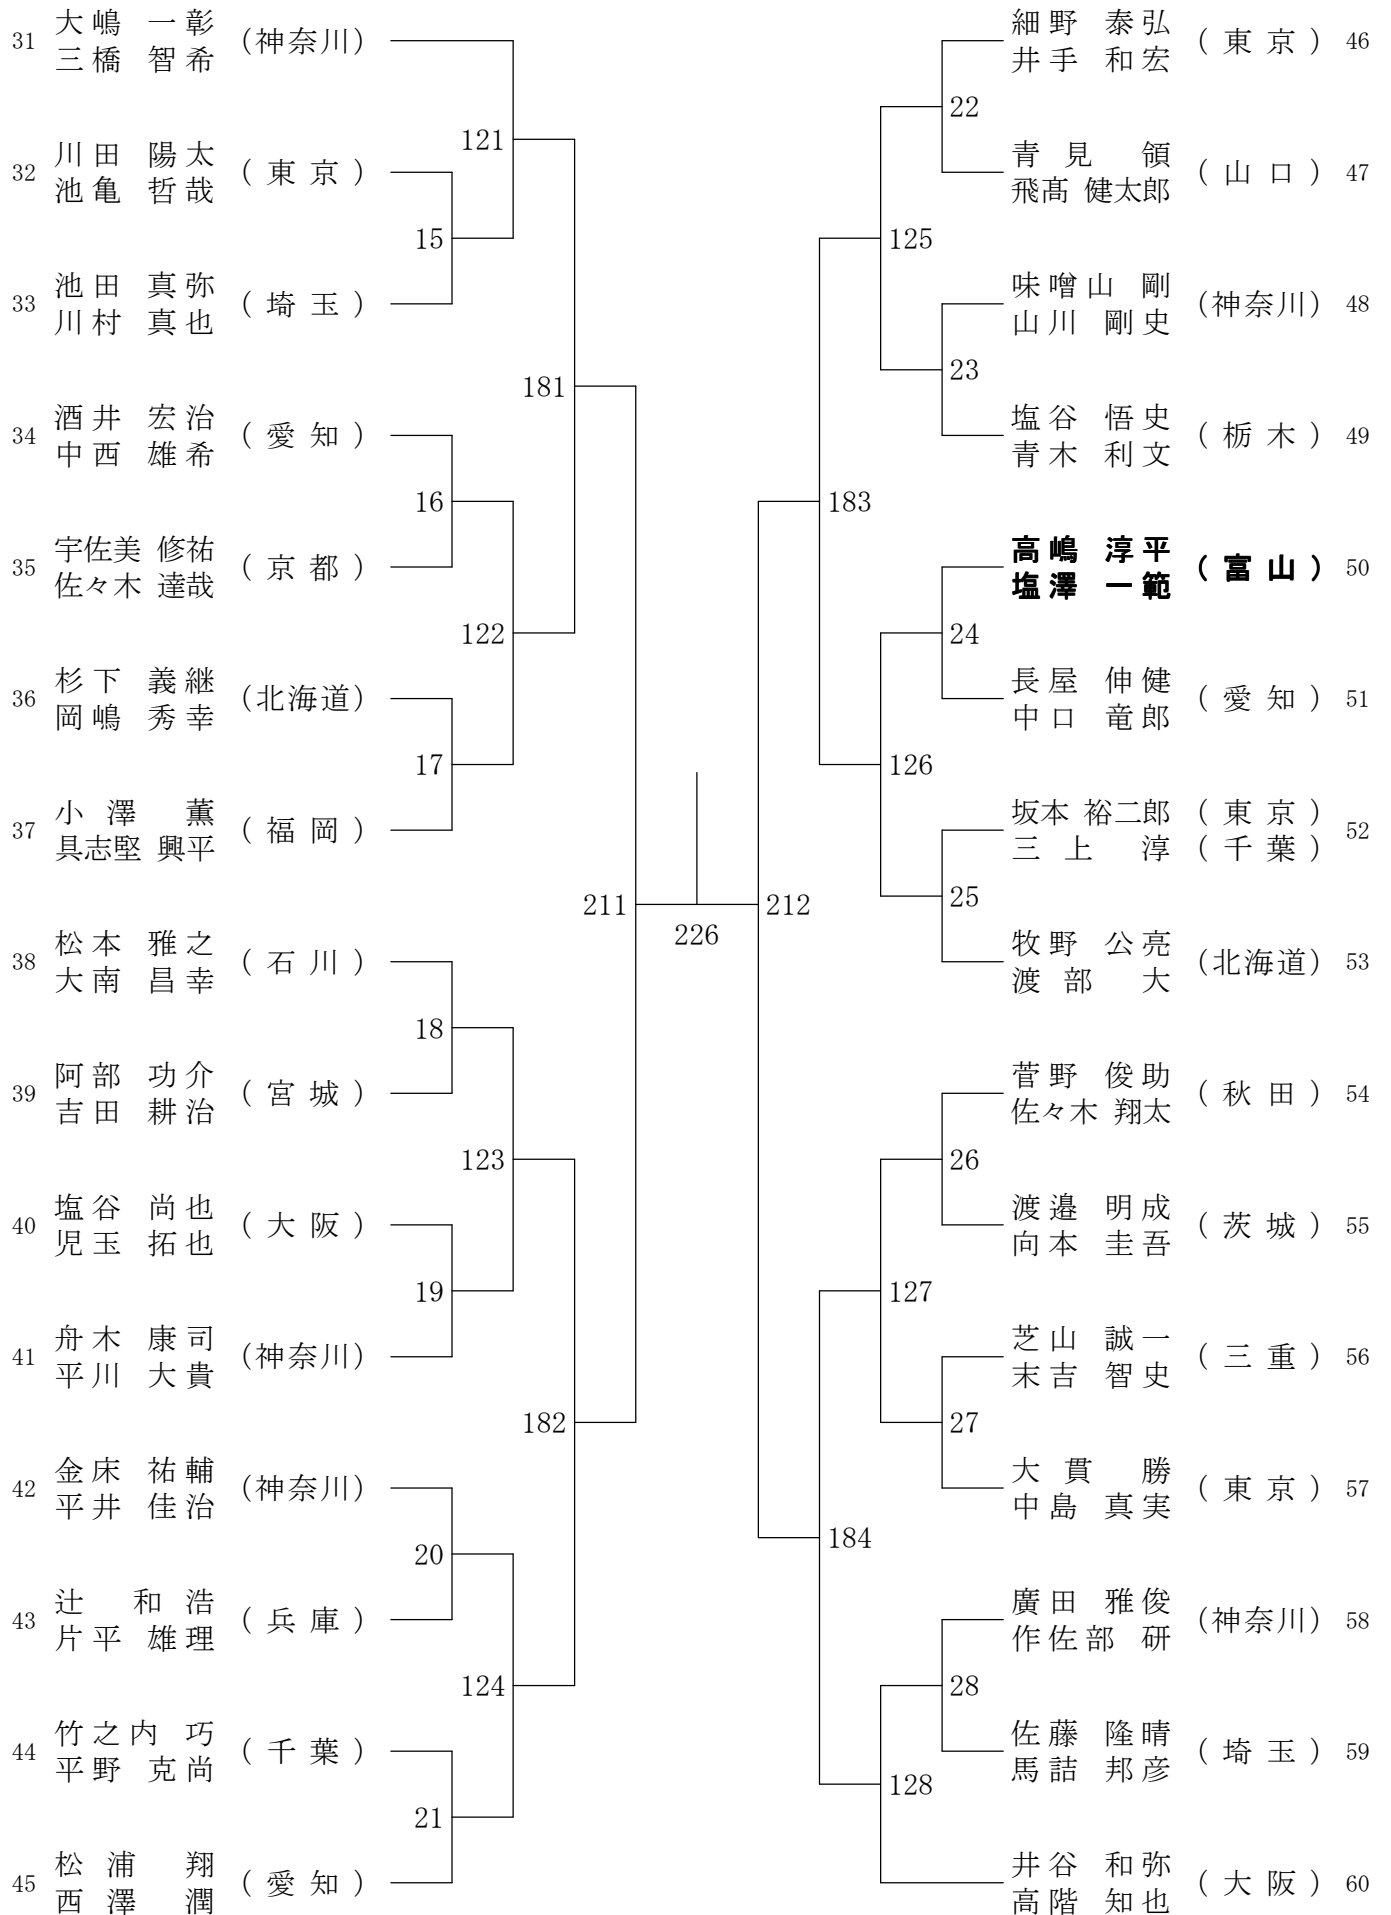 31 大嶋 一彰 (神奈川)
三橋 智希
32 川田 陽太 (東京)
池亀 哲哉
33 池田 真弥 (埼玉)
川村 真也
34 酒井 宏治 (愛知)
中西 雄希
35 宇佐美 修祐 (京都)
佐々木 達哉
36 杉下 義継 (北海道)
岡嶋 秀幸
37 小澤 薫 (福岡)
具志堅 興平
38 松本 雅之 (石川)
大南 昌幸
39 阿部 功介 (宮城)
吉田 耕治
40 塩谷 尚也 (大阪)
児玉 拓也
41 舟木 康司 (神奈川)
平川 大貴
42 金床 祐輔 (神奈川)
平井 佳治
43 辻 和浩 (兵庫)
片平 雄理
44 竹之内 巧 (千葉)
平野 克尚
45 松浦 翔 (愛知)
西澤 潤
15
16
17
18
19
20
21
121
122
123
124
181
182
211
226
212
183
184
125
126
127
128
22
23
24
25
26
27
28
細野 泰弘 (東京) 46
井手 和宏
青見 領 (山口) 47
飛髙 健太郎
味噌山 剛 (神奈川) 48
山川 剛史
塩谷 悟史 (栃木) 49
青木 利文
高嶋 淳平 (富山) 50
塩澤 一範
長屋 伸健 (愛知) 51
中口 竜郎
坂本 裕二郎 (東京) 52
三上 淳 (千葉)
牧野 公亮 (北海道) 53
渡部 大
菅野 俊助 (秋田) 54
佐々木 翔太
渡邉 明成 (茨城) 55
向本 圭吾
芝山 誠一 (三重) 56
末吉 智史
大貫 勝 (東京) 57
中島 真実
廣田 雅俊 (神奈川) 58
作佐部 研
佐藤 隆晴 (埼玉) 59
馬詰 邦彦
井谷 和弥 (大阪) 60
高階 知也